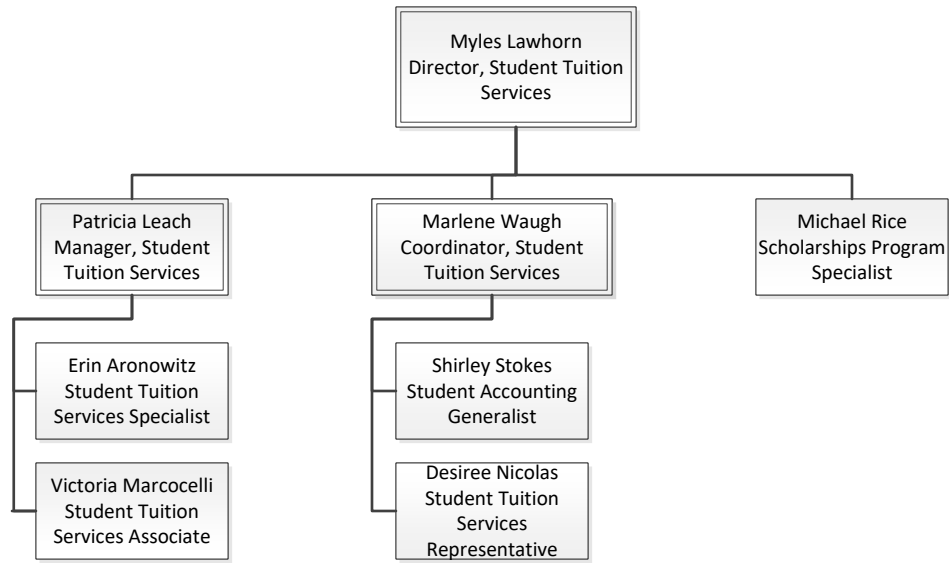 Myles Lawhorn
Director, Student Tuition
Services
Patricia Leach
Manager, Student
Tuition Services
Marlene Waugh
Coordinator, Student
Tuition Services
Michael Rice
Scholarships Program
Specialist
Erin Aronowitz
Student Tuition
Services Specialist
Shirley Stokes
Student Accounting
Generalist
Victoria Marcocelli
Student Tuition
Services Associate
Desiree Nicolas
Student Tuition
Services
Representative